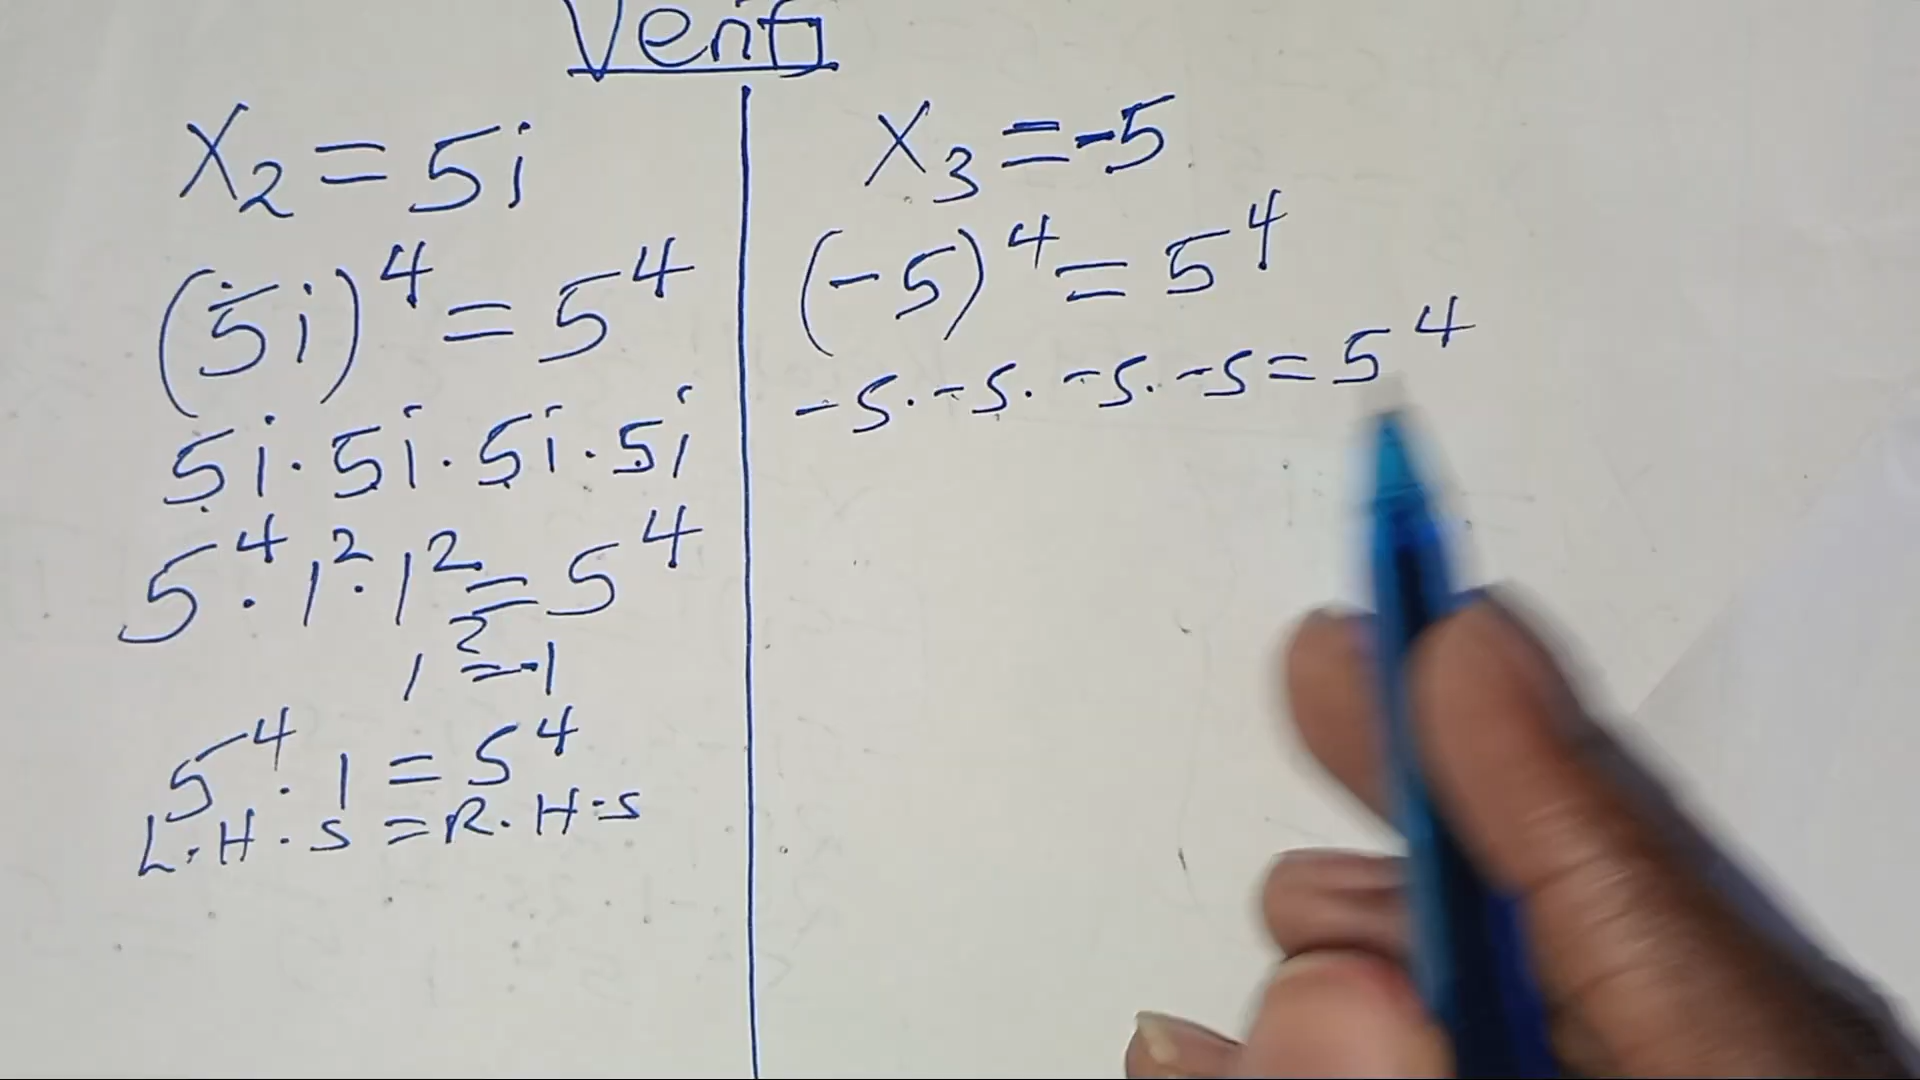 Verify
X₂ = 5i
(5i)⁴ = 5⁴
5i · 5i · 5i · 5i
5⁴ · i² · i² = 5⁴
i² = -1
5⁴ · 1 = 5⁴
L.H.S = R.H.S
X₃ = -5
(-5)⁴ = 5⁴
-5 · -5 · -5 · -5 = 5⁴